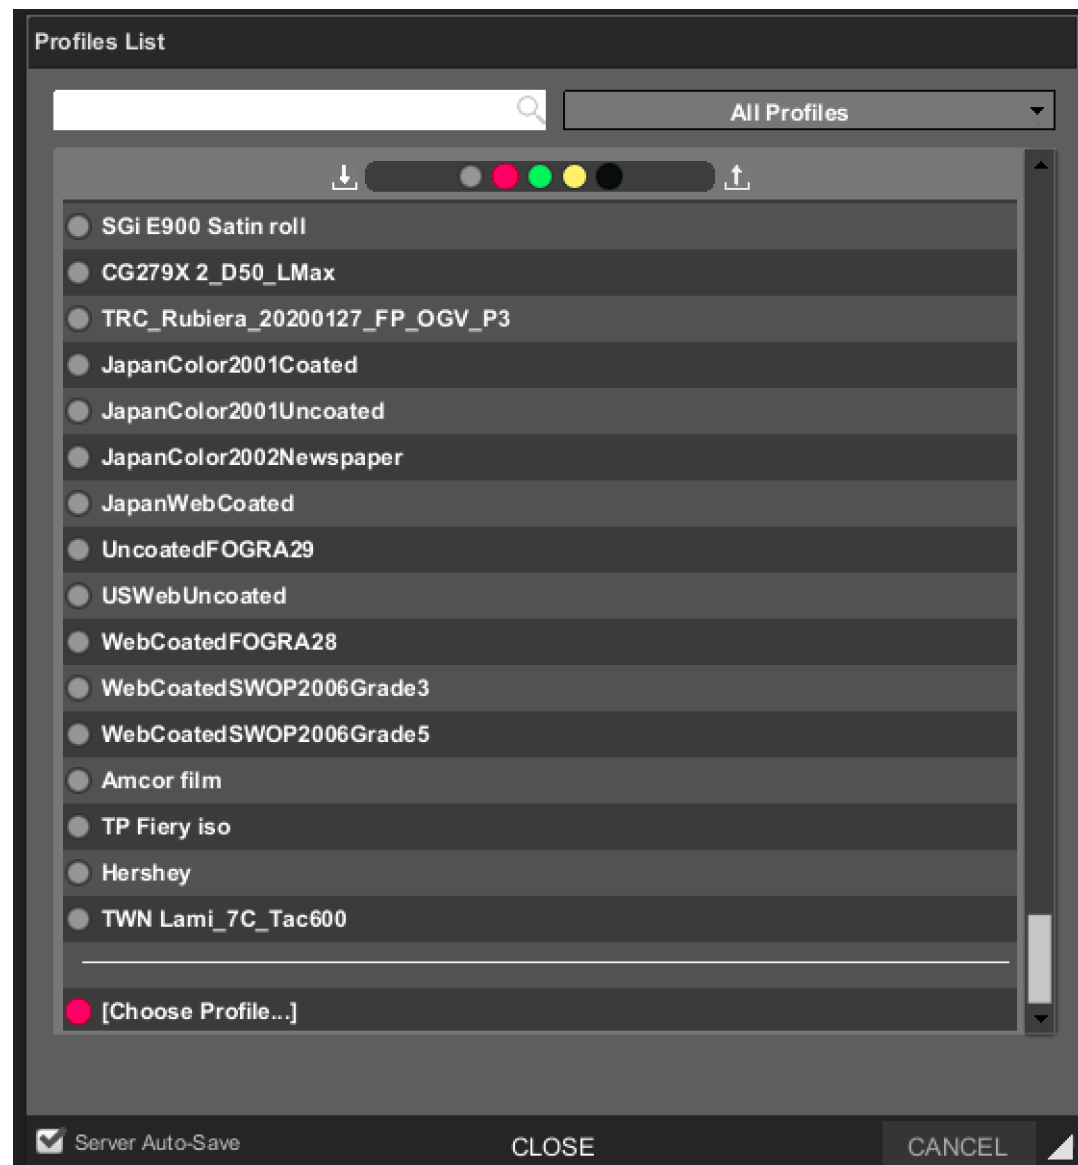 Profiles List
All Profiles
SGi E900 Satin roll
CG279X 2_D50_LMax
TRC_Rubiera_20200127_FP_OGV_P3
JapanColor2001Coated
JapanColor2001Uncoated
JapanColor2002Newspaper
JapanWebCoated
UncoatedFOGRA29
USWebUncoated
WebCoatedFOGRA28
WebCoatedSWOP2006Grade3
WebCoatedSWOP2006Grade5
Amcor film
TP Fiery iso
Hershey
TWN Lami_7C_Tac600
[Choose Profile...]
Server Auto-Save
CLOSE
CANCEL